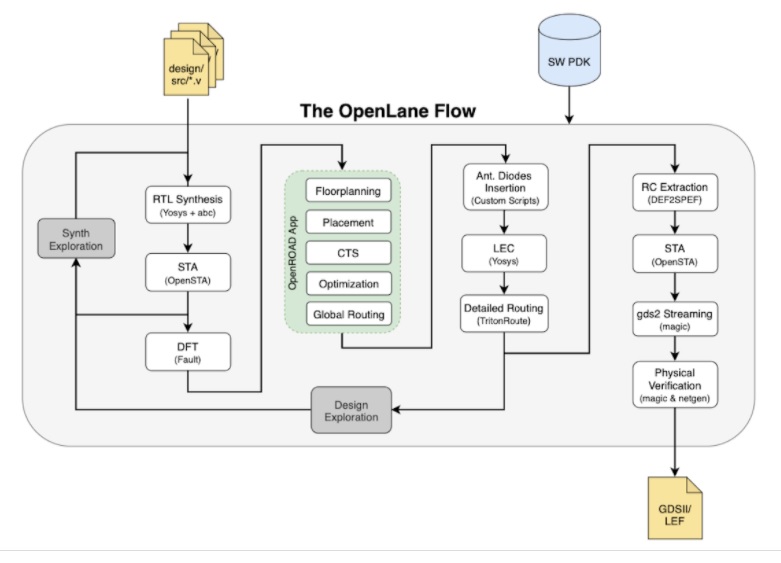 design/
src/*.v
SW PDK
The OpenLane Flow
Synth
Exploration
RTL Synthesis
(Yosys + abc)
STA
(OpenSTA)
DFT
(Fault)
OpenROAD App
Floorplanning
Placement
CTS
Optimization
Global Routing
Design
Exploration
Ant. Diodes
Insertion
(Custom Scripts)
LEC
(Yosys)
Detailed Routing
(TritonRoute)
RC Extraction
(DEF2SPEF)
STA
(OpenSTA)
gds2 Streaming
(magic)
Physical
Verification
(magic & netgen)
GDSII/
LEF